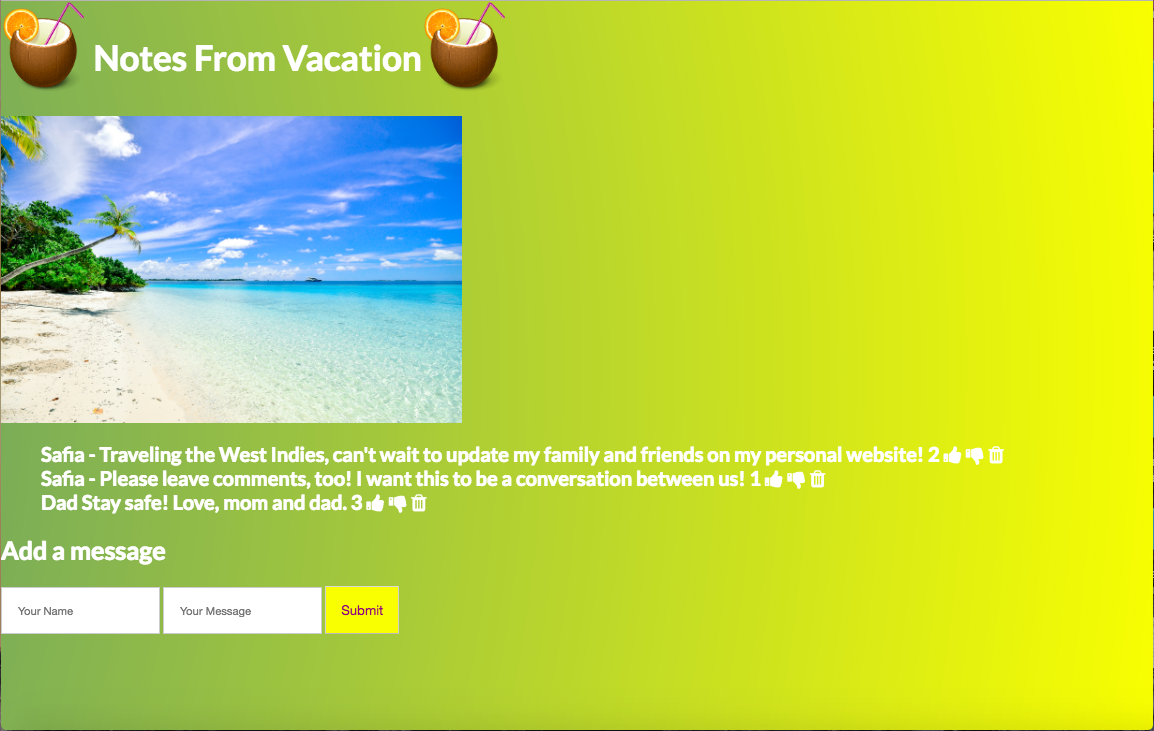 Notes From Vacation
Safia - Traveling the West Indies, can't wait to update my family and friends on my personal website! 2
Safia - Please leave comments, too! I want this to be a conversation between us! 1
Dad Stay safe! Love, mom and dad. 3
Add a message
Your Name Your Message Submit